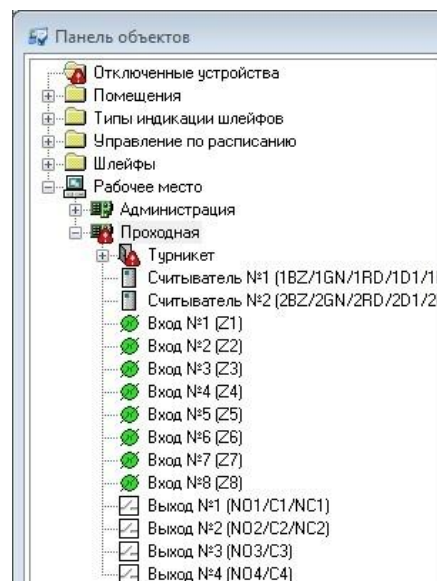 Панель объектов
Отключенные устройства
Помещения
Типы индикации шлейфов
Управление по расписанию
Шлейфы
Рабочее место
Администрация
Проходная
Турникет
Считыватель №1 (1BZ/1GN/1RD/1D1/1
Считыватель №2 (2BZ/2GN/2RD/2D1/2
Вход №1 (Z1)
Вход №2 (Z2)
Вход №3 (Z3)
Вход №4 (Z4)
Вход №5 (Z5)
Вход №6 (Z6)
Вход №7 (Z7)
Вход №8 (Z8)
Выход №1 (NO1/C1/NC1)
Выход №2 (NO2/C2/NC2)
Выход №3 (NO3/C3)
Выход №4 (NO4/C4)